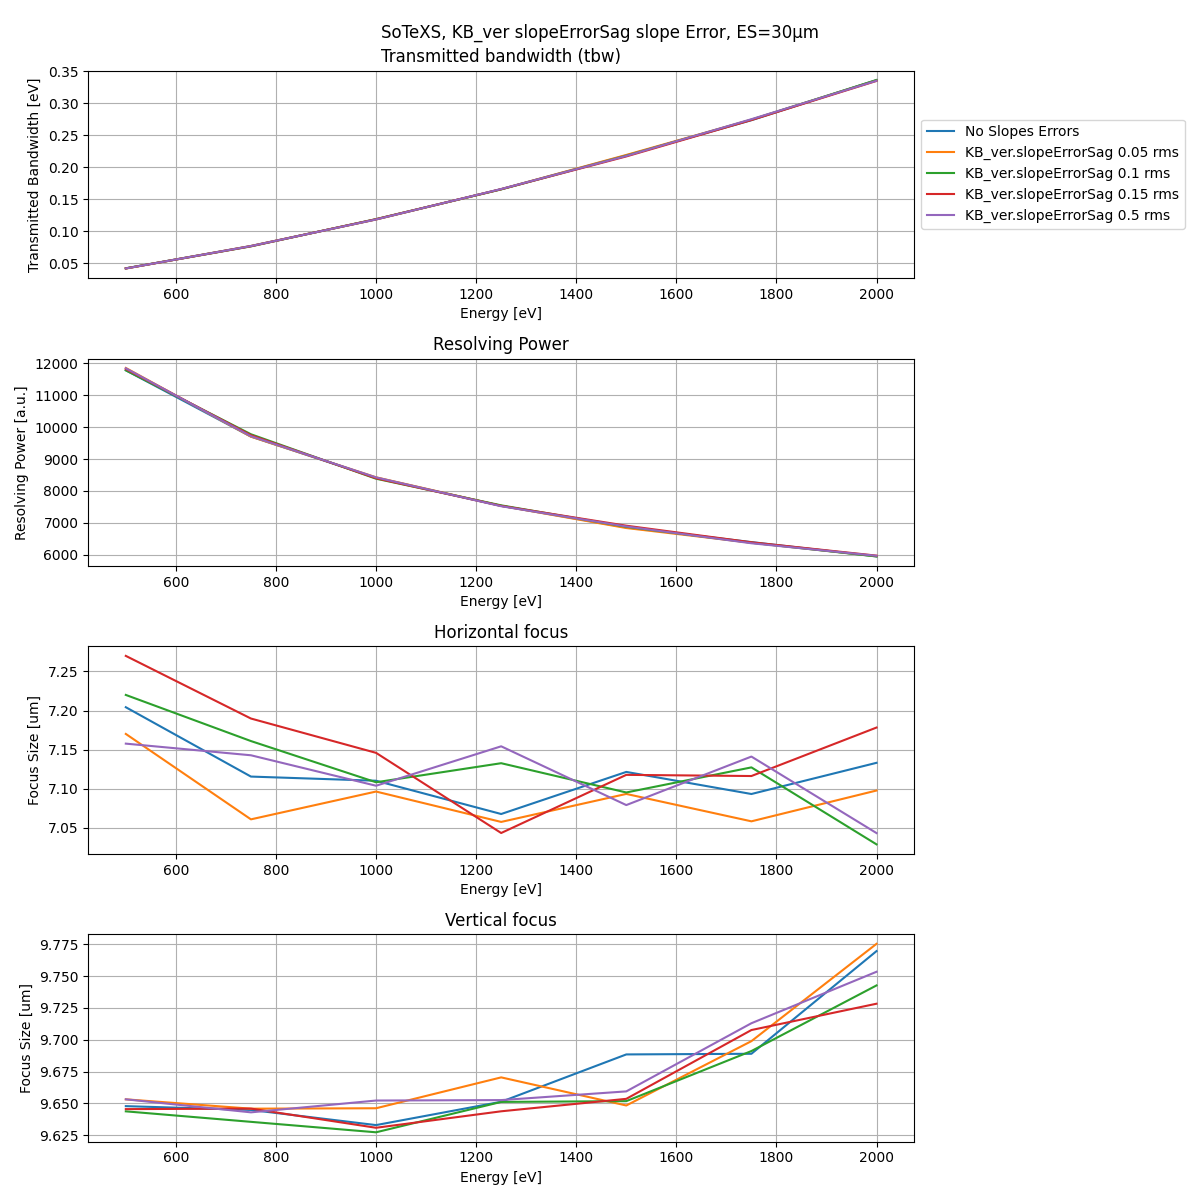 SoTeXS, KB_ver slopeErrorSag slope Error, ES=30µm
Transmitted bandwidth (tbw)
0.35
0.30
0.25
0.20
0.15
0.10
0.05
Transmitted Bandwidth [eV]
600 800 1000 1200 1400 1600 1800 2000
Energy [eV]
No Slopes Errors
KB_ver.slopeErrorSag 0.05 rms
KB_ver.slopeErrorSag 0.1 rms
KB_ver.slopeErrorSag 0.15 rms
KB_ver.slopeErrorSag 0.5 rms
Resolving Power
12000
11000
10000
9000
8000
7000
6000
Resolving Power [a.u.]
600 800 1000 1200 1400 1600 1800 2000
Energy [eV]
Horizontal focus
7.25
7.20
7.15
7.10
7.05
Focus Size [um]
600 800 1000 1200 1400 1600 1800 2000
Energy [eV]
Vertical focus
9.775
9.750
9.725
9.700
9.675
9.650
9.625
Focus Size [um]
600 800 1000 1200 1400 1600 1800 2000
Energy [eV]